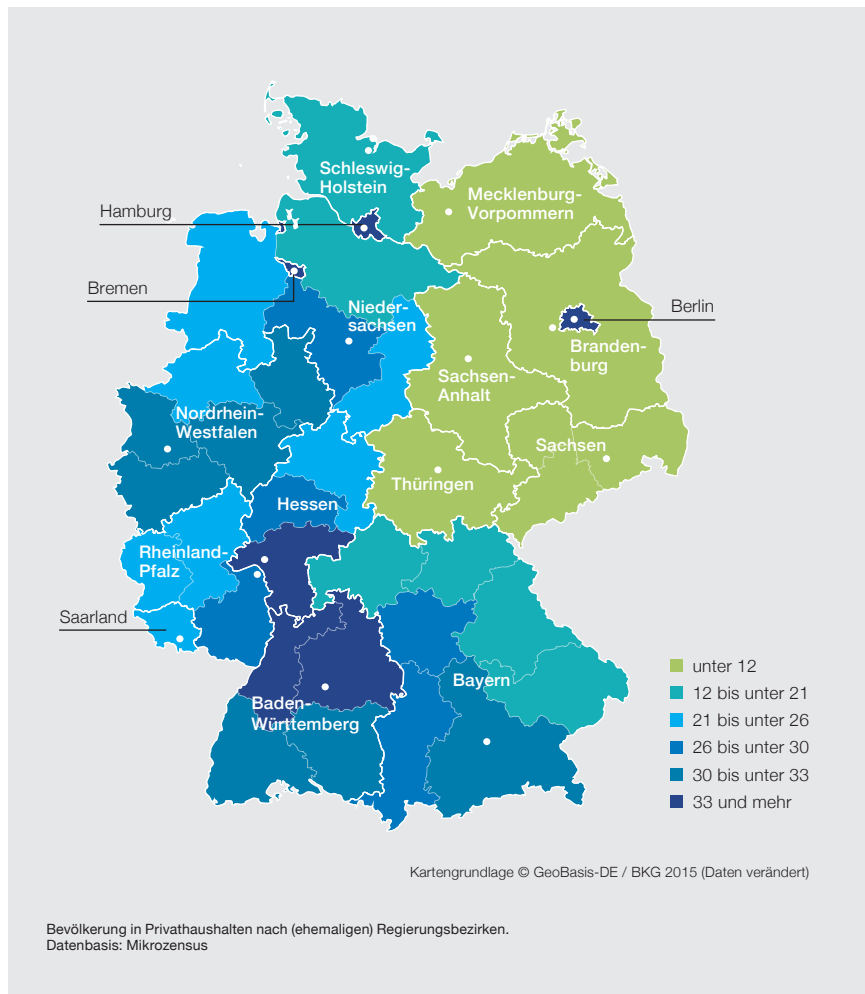 Schleswig-
Holstein
Mecklenburg-
Vorpommern
Hamburg
Bremen
Nieder-
sachsen
Berlin
Branden-
burg
Sachsen-
Anhalt
Nordrhein-
Westfalen
Sachsen
Thüringen
Hessen
Rheinland-
Pfalz
Saarland
Bayern
Baden-
Württemberg
unter 12
12 bis unter 21
21 bis unter 26
26 bis unter 30
30 bis unter 33
33 und mehr
Kartengrundlage © GeoBasis-DE / BKG 2015 (Daten verändert)
Bevölkerung in Privathaushalten nach (ehemaligen) Regierungsbezirken.
Datenbasis: Mikrozensus